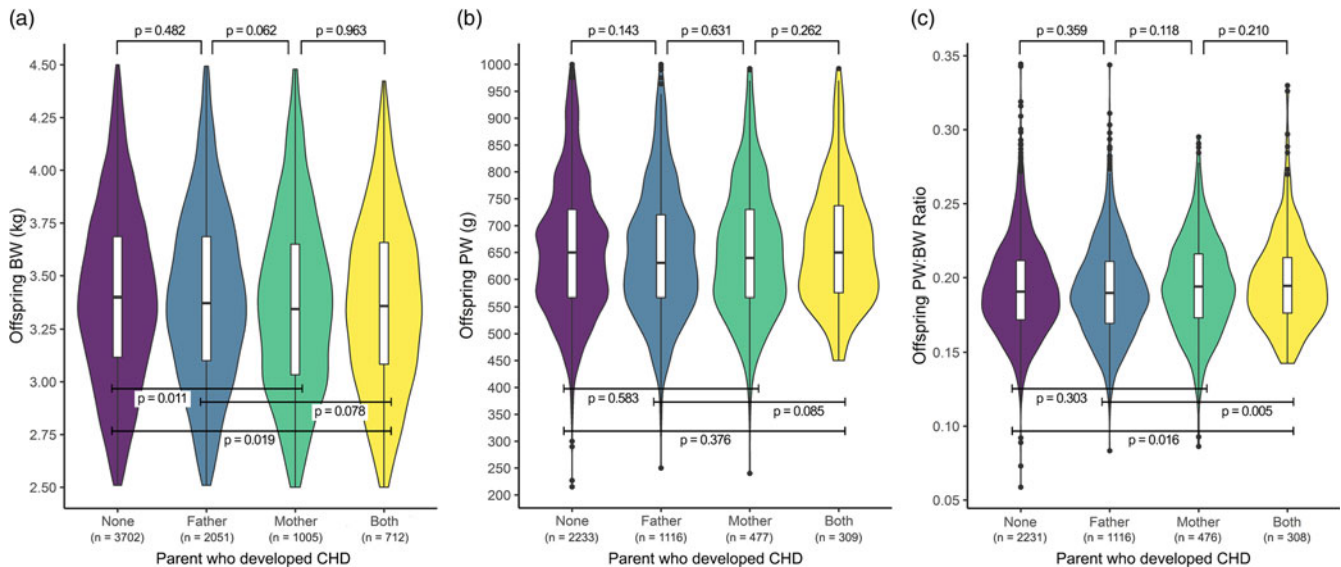 (a)
p = 0.482
p = 0.062
p = 0.963
Offspring BW (kg)
4.50
4.25
4.00
3.75
3.50
3.25
3.00
2.75
2.50
p = 0.011
p = 0.078
p = 0.019
None
Father
Mother
Both
(n = 3702)
(n = 2051)
(n = 1005)
(n = 712)
Parent who developed CHD
(b)
p = 0.143
p = 0.631
p = 0.262
Offspring PW (g)
1000
950
900
850
800
750
700
650
600
550
500
450
400
350
300
250
200
p = 0.583
p = 0.085
p = 0.376
None
Father
Mother
Both
(n = 2233)
(n = 1116)
(n = 477)
(n = 309)
Parent who developed CHD
(c)
p = 0.359
p = 0.118
p = 0.210
Offspring PW:BW Ratio
0.35
0.30
0.25
0.20
0.15
0.10
0.05
p = 0.303
p = 0.005
p = 0.016
None
Father
Mother
Both
(n = 2231)
(n = 1116)
(n = 476)
(n = 308)
Parent who developed CHD